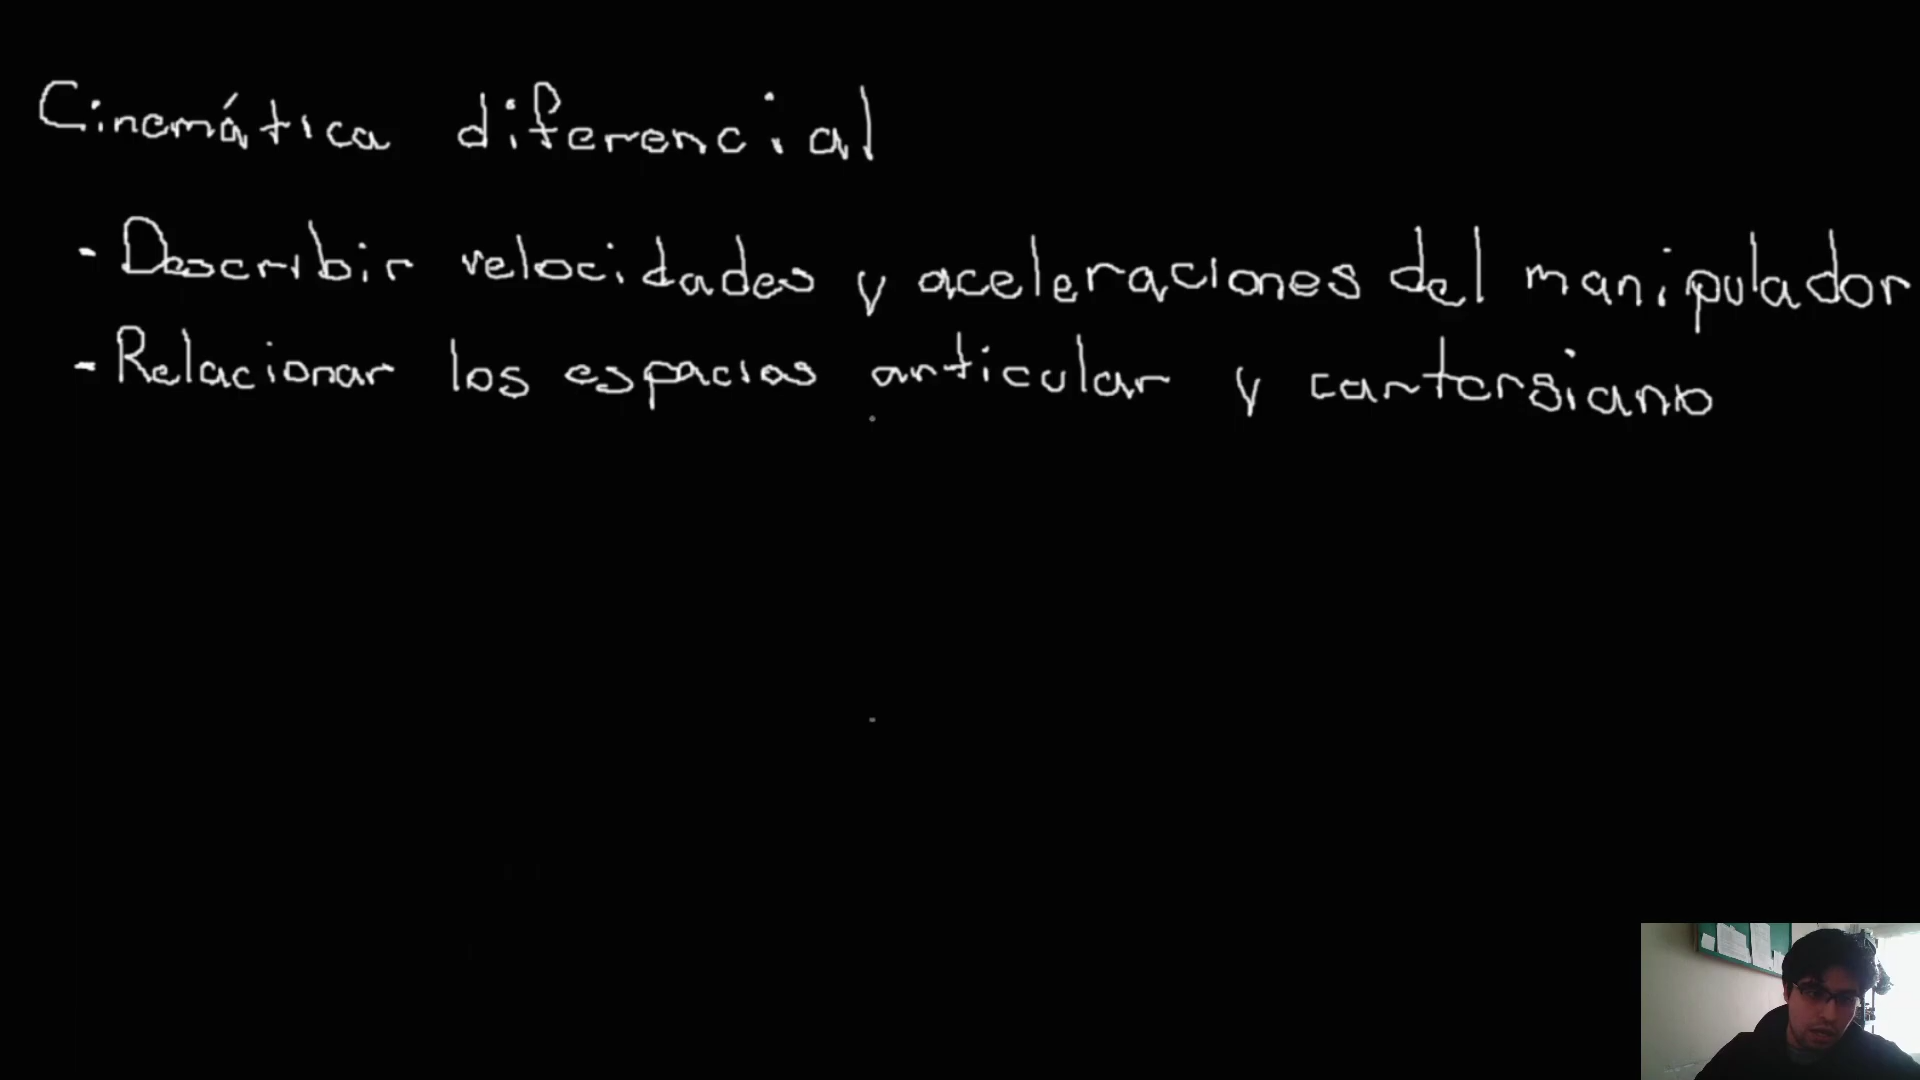 Cinemática diferencial
- Describir velocidades y aceleraciones del manipulador
- Relacionar los espacios articular y cartersiano